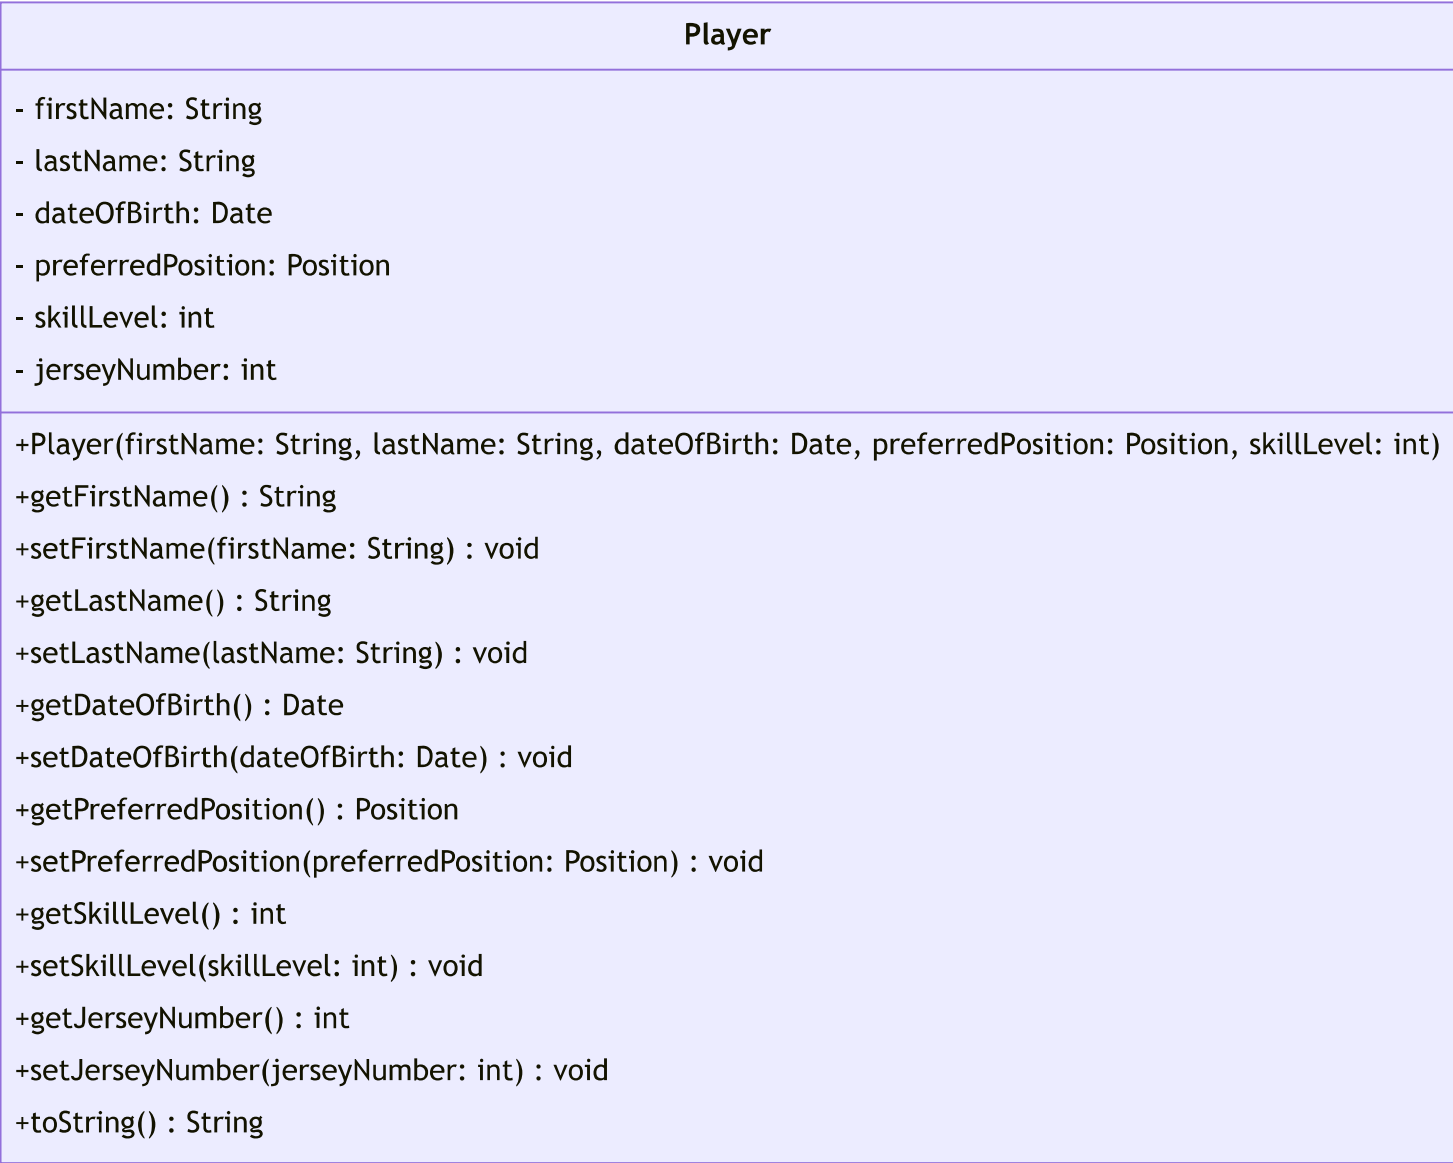 Player
- firstName: String
- lastName: String
- dateOfBirth: Date
- preferredPosition: Position
- skillLevel: int
- jerseyNumber: int
+Player(firstName: String, lastName: String, dateOfBirth: Date, preferredPosition: Position, skillLevel: int)
+getFirstName() : String
+setFirstName(firstName: String) : void
+getLastName() : String
+setLastName(lastName: String) : void
+getDateOfBirth() : Date
+setDateOfBirth(dateOfBirth: Date) : void
+getPreferredPosition() : Position
+setPreferredPosition(preferredPosition: Position) : void
+getSkillLevel() : int
+setSkillLevel(skillLevel: int) : void
+getJerseyNumber() : int
+setJerseyNumber(jerseyNumber: int) : void
+toString() : String